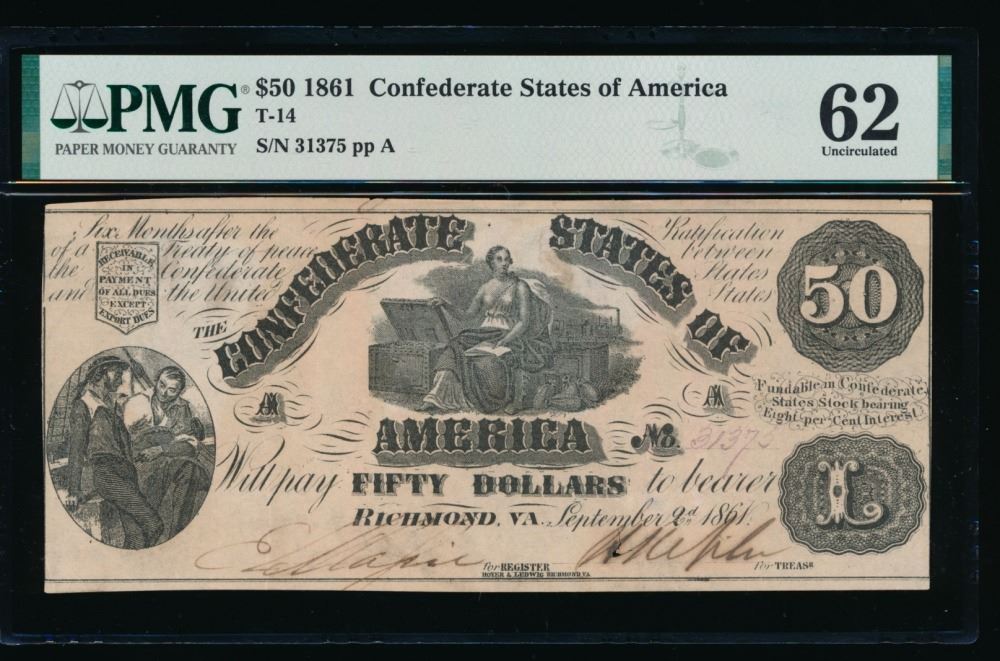 PMG®
PAPER MONEY GUARANTY
$50 1861 Confederate States of America
T-14
S/N 31375 pp A
62
Uncirculated
Six Months after the Ratification
of a Treaty of peace between
the Confederate States
and the United States
RECEIVABLE
IN
PAYMENT
OF ALL DUES
EXCEPT
EXPORT DUES
THE
CONFEDERATE STATES OF
AMERICA
50
A A
Fundable in Confederate
States Stock bearing
Eight per Cent Interest
No. 31375
Will pay FIFTY DOLLARS to bearer
L
RICHMOND, VA. September 2d 1861.
for REGISTER
for TREASR
HOYER & LUDWIG RICHMOND VA